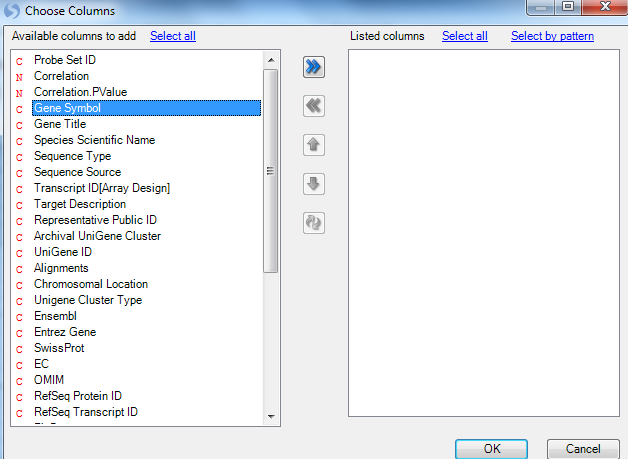 Choose Columns
Available columns to add Select all
Listed columns Select all Select by pattern
C Probe Set ID
N Correlation
N Correlation.PValue
C Gene Symbol
C Gene Title
C Species Scientific Name
C Sequence Type
C Sequence Source
C Transcript ID[Array Design]
C Target Description
C Representative Public ID
C Archival UniGene Cluster
C UniGene ID
C Alignments
C Chromosomal Location
C Unigene Cluster Type
C Ensembl
C Entrez Gene
C SwissProt
C EC
C OMIM
C RefSeq Protein ID
C RefSeq Transcript ID
OK Cancel